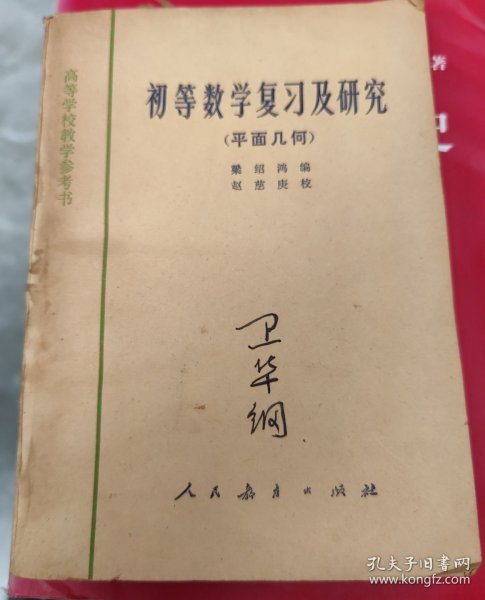 著
高等学校教学参考书
初等数学复习及研究
(平面几何)
梁绍鸿编
赵慈庚校
卫华纲
人民教育出版社
孔夫子旧书网
www.kongfz.com